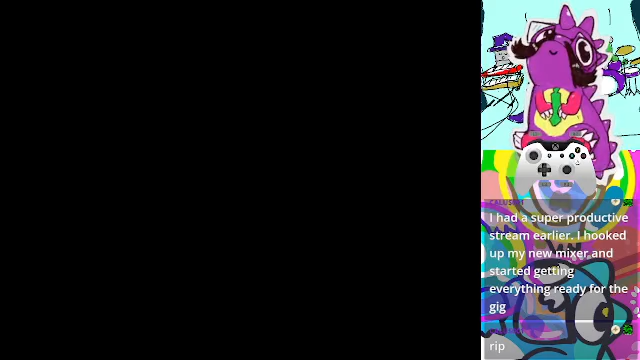 I had a super productive
stream earlier. I hooked
up my new mixer and
started getting
everything ready for the
gig
rip